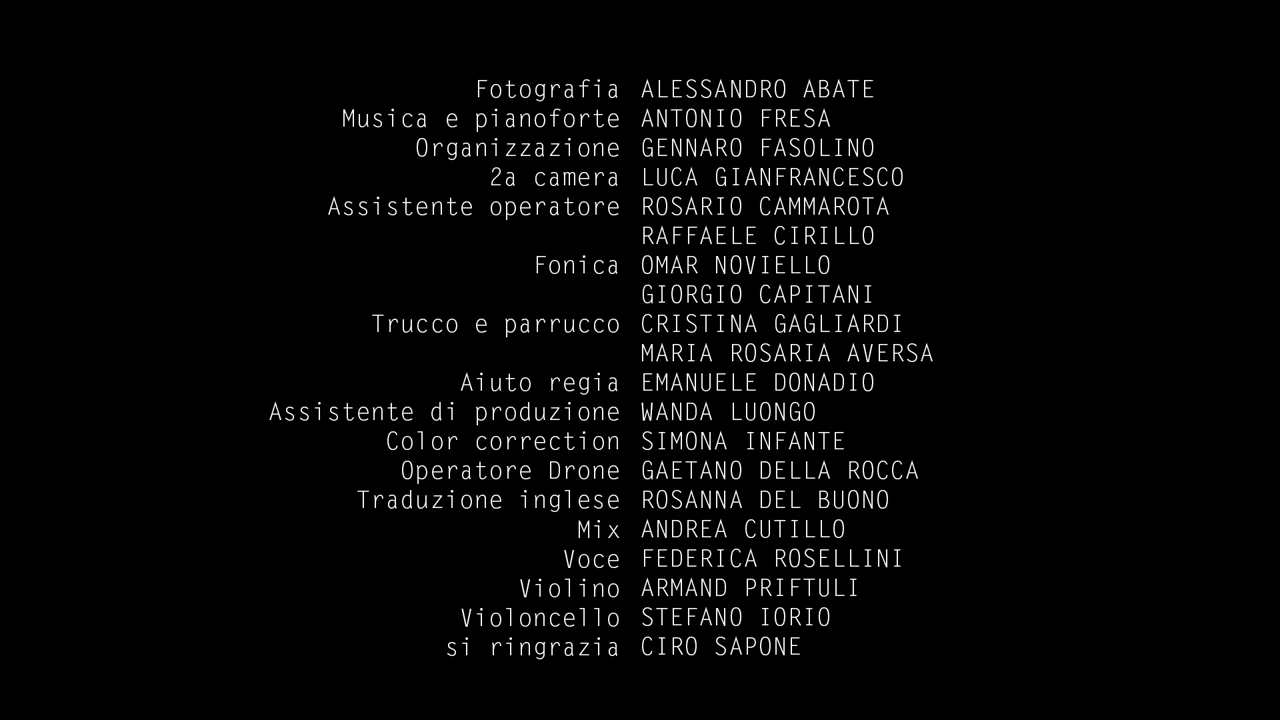 Fotografia ALESSANDRO ABATE
Musica e pianoforte ANTONIO FRESA
Organizzazione GENNARO FASOLINO
2a camera LUCA GIANFRANCESCO
Assistente operatore ROSARIO CAMMAROTA
RAFFAELE CIRILLO
Fonica OMAR NOVIELLO
GIORGIO CAPITANI
Trucco e parrucco CRISTINA GAGLIARDI
MARIA ROSARIA AVERSA
Aiuto regia EMANUELE DONADIO
Assistente di produzione WANDA LUONGO
Color correction SIMONA INFANTE
Operatore Drone GAETANO DELLA ROCCA
Traduzione inglese ROSANNA DEL BUONO
Mix ANDREA CUTILLO
Voce FEDERICA ROSELLINI
Violino ARMAND PRIFTULI
Violoncello STEFANO IORIO
si ringrazia CIRO SAPONE